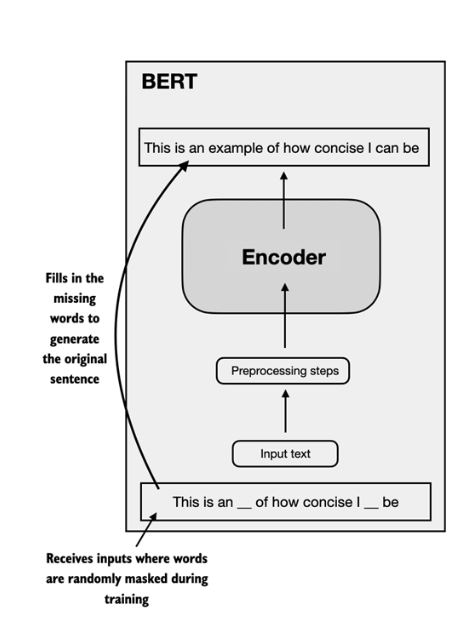 BERT
This is an example of how concise I can be
Encoder
Fills in the
missing
words to
generate
the original
sentence
Preprocessing steps
Input text
This is an __ of how concise I __ be
Receives inputs where words
are randomly masked during
training